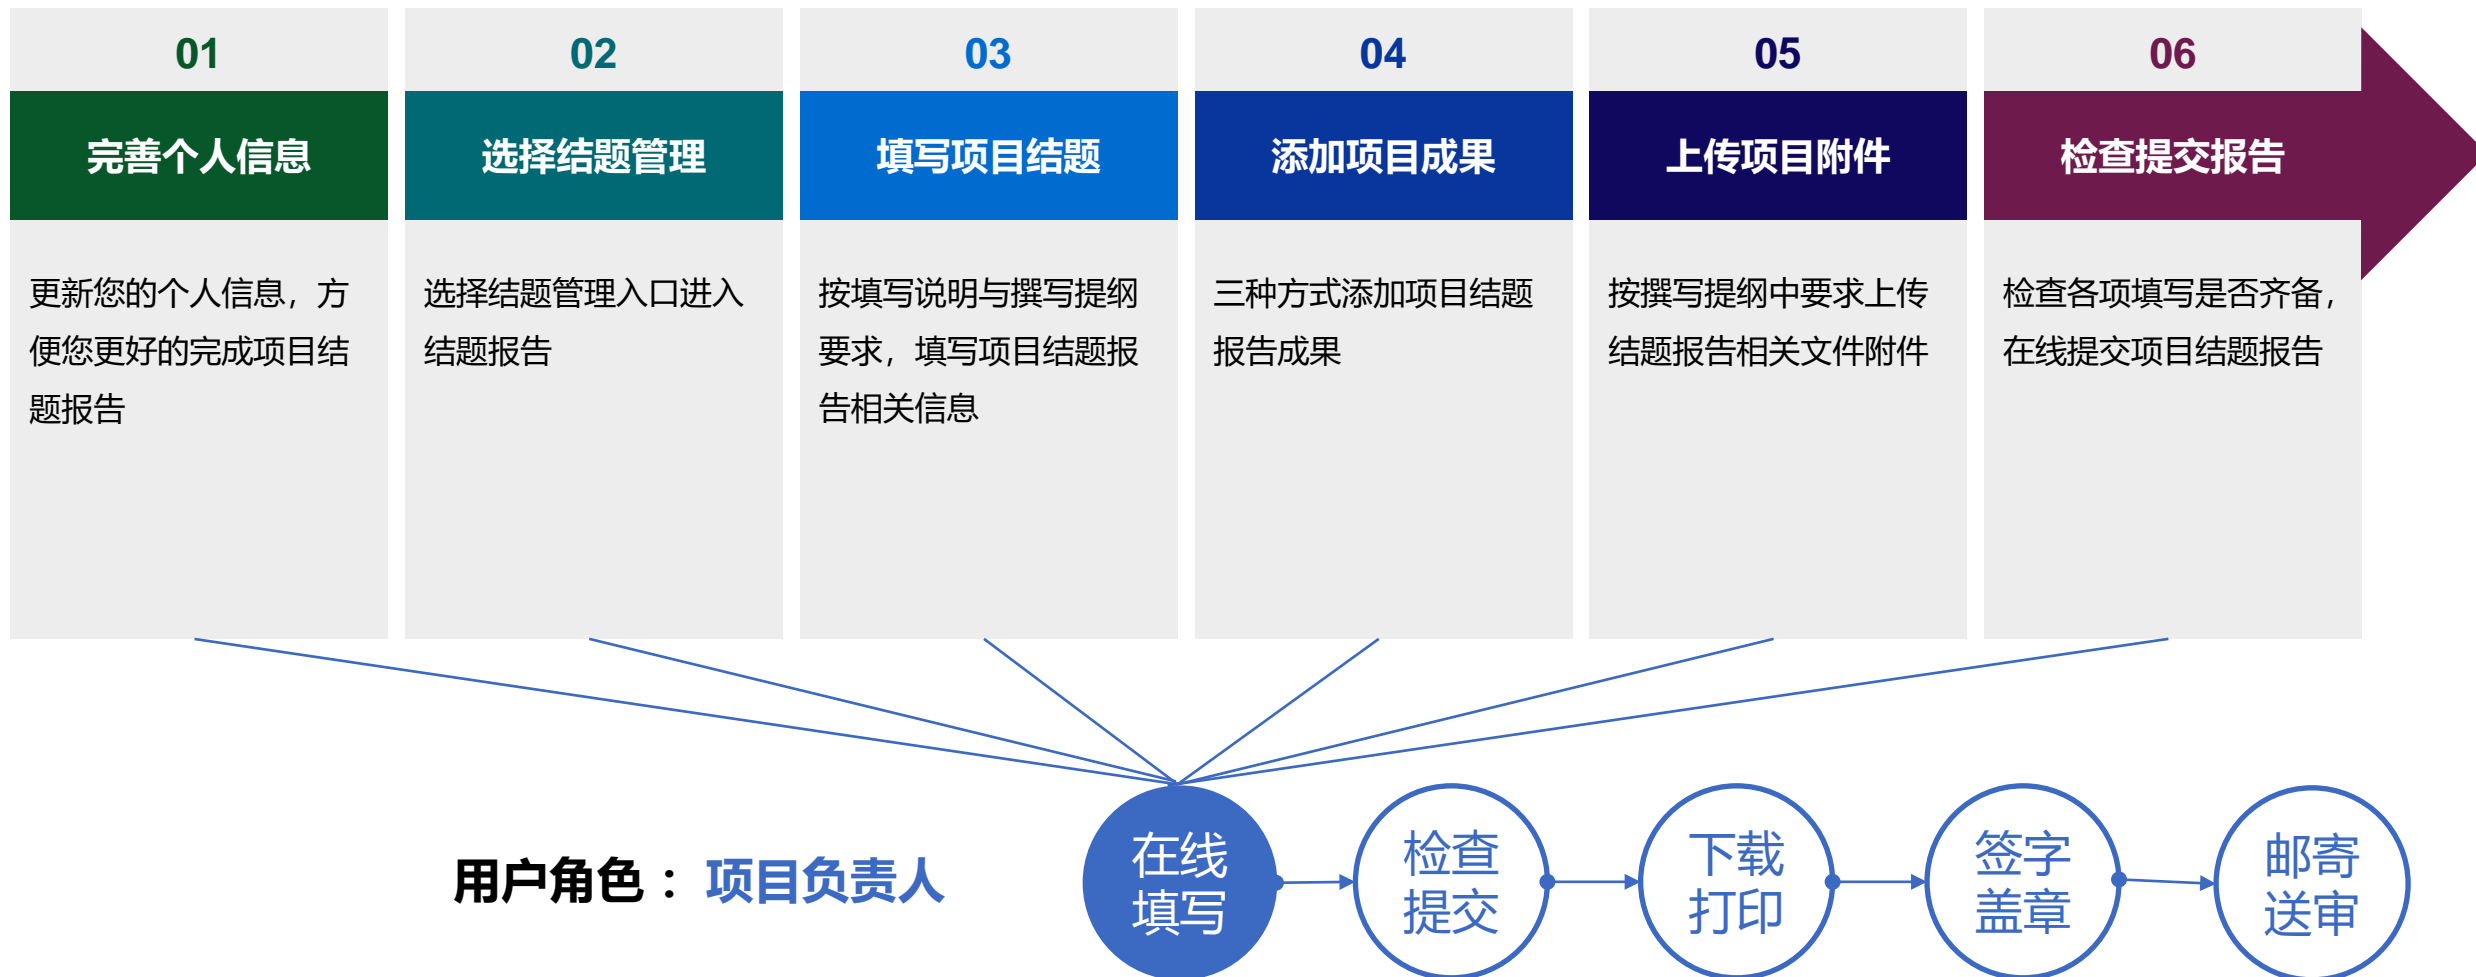 01
完善个人信息
更新您的个人信息，方
便您更好的完成项目结
题报告
02
选择结题管理
选择结题管理入口进入
结题报告
03
填写项目结题
按填写说明与撰写提纲
要求，填写项目结题报
告相关信息
04
添加项目成果
三种方式添加项目结题
报告成果
05
上传项目附件
按撰写提纲中要求上传
结题报告相关文件附件
06
检查提交报告
检查各项填写是否齐备，
在线提交项目结题报告
用户角色：项目负责人
在线
填写
检查
提交
下载
打印
签字
盖章
邮寄
送审